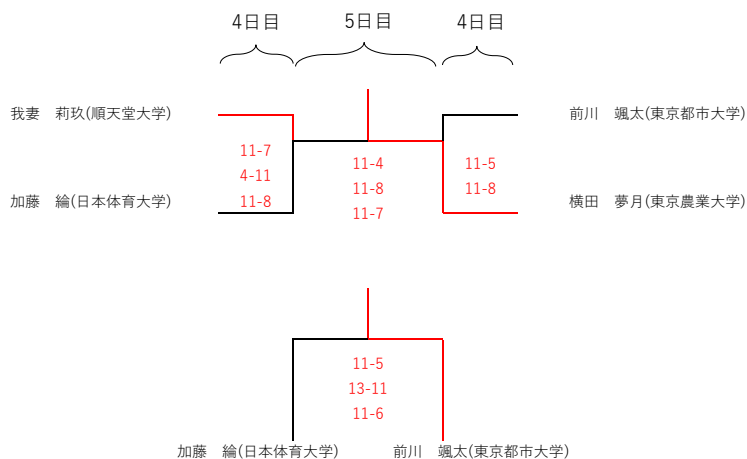 4日目
5日目
4日目
我妻　莉玖(順天堂大学)
前川　颯太(東京都市大学)
11-7
4-11
11-8
11-4
11-8
11-7
11-5
11-8
加藤　綸(日本体育大学)
横田　夢月(東京農業大学)
11-5
13-11
11-6
加藤　綸(日本体育大学)
前川　颯太(東京都市大学)